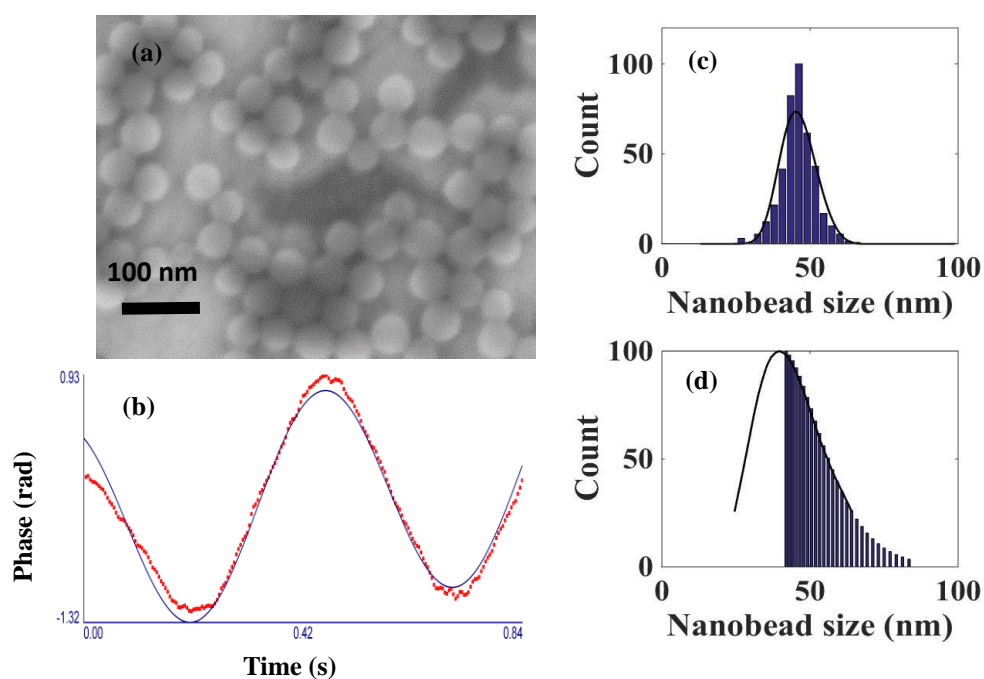 (a)
100 nm
(b)
0.93
-1.32
0.00
0.42
0.84
Phase (rad)
Time (s)
(c)
100
50
0
0
50
100
Count
Nanobead size (nm)
(d)
100
50
0
0
50
100
Count
Nanobead size (nm)